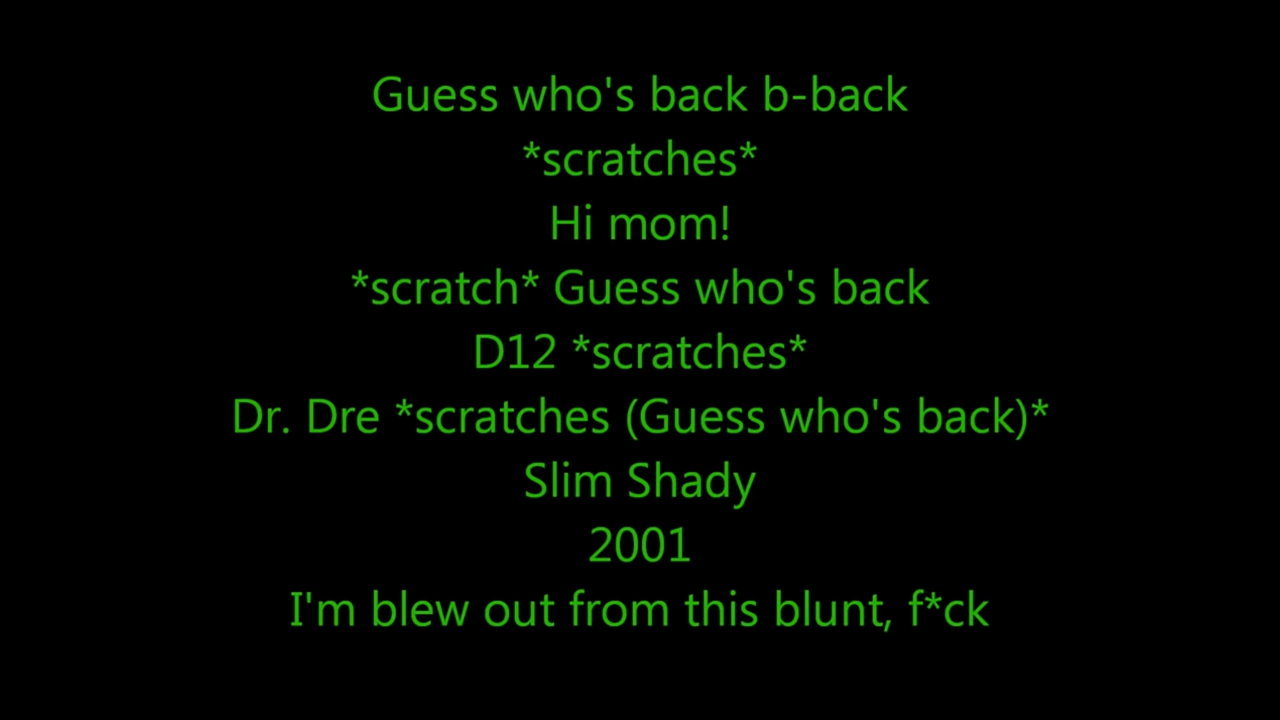 Guess who's back b-back
*scratches*
Hi mom!
*scratch* Guess who's back
D12 *scratches*
Dr. Dre *scratches (Guess who's back)*
Slim Shady
2001
I'm blew out from this blunt, f*ck